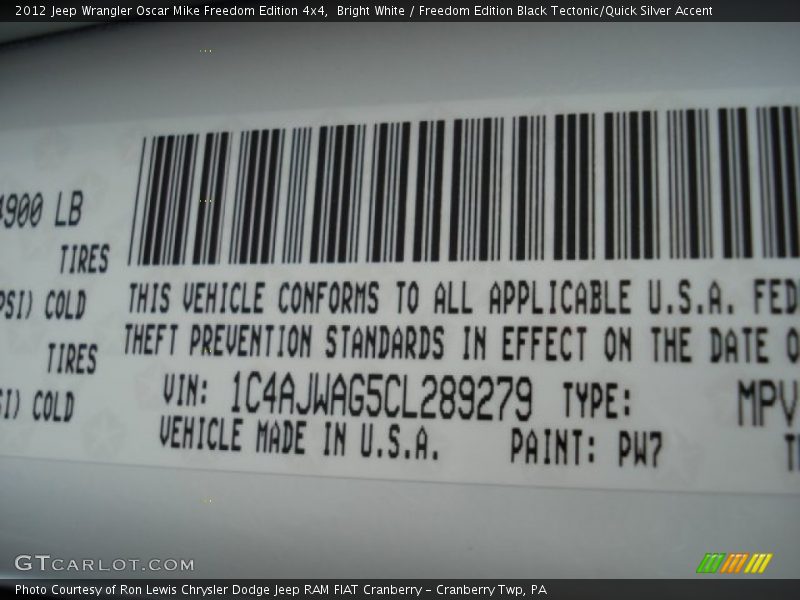 2012 Jeep Wrangler Oscar Mike Freedom Edition 4x4, Bright White / Freedom Edition Black Tectonic/Quick Silver Accent
4900 LB
TIRES
PSI) COLD
THIS VEHICLE CONFORMS TO ALL APPLICABLE U.S.A. FED
THEFT PREVENTION STANDARDS IN EFFECT ON THE DATE O
TIRES
SI) COLD
VIN: 1C4AJWAG5CL289279 TYPE: MPV
VEHICLE MADE IN U.S.A. PAINT: PW7
GTCARLOT.COM
Photo Courtesy of Ron Lewis Chrysler Dodge Jeep RAM FIAT Cranberry – Cranberry Twp, PA